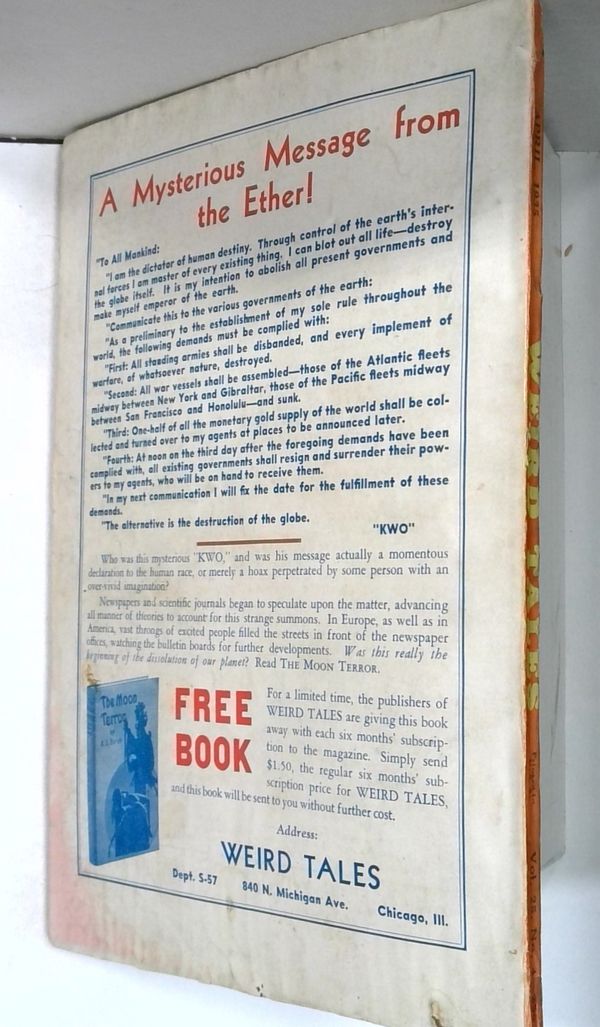 A Mysterious Message from
the Ether!
"To All Mankind:
"I am the dictator of human destiny. Through control of the earth's inter-
nal forces I am master of every existing thing. I can blot out all life—destroy
the globe itself. It is my intention to abolish all present governments and
make myself emperor of the earth.
"Communicate this to the various governments of the earth:
"As a preliminary to the establishment of my sole rule throughout the
world, the following demands must be complied with:
"First: All standing armies shall be disbanded, and every implement of
warfare, of whatsoever nature, destroyed.
"Second: All war vessels shall be assembled—those of the Atlantic fleets
midway between New York and Gibraltar, those of the Pacific fleets midway
between San Francisco and Honolulu—and sunk.
"Third: One-half of all the monetary gold supply of the world shall be col-
lected and turned over to my agents at places to be announced later.
"Fourth: At noon on the third day after the foregoing demands have been
complied with, all existing governments shall resign and surrender their pow-
ers to my agents, who will be on hand to receive them.
"In my next communication I will fix the date for the fulfillment of these
demands.
"The alternative is the destruction of the globe.
"KWO"
Who was this mysterious "KWO," and was his message actually a momentous
declaration to the human race, or merely a hoax perpetrated by some person with an
over-vivid imagination?
Newspapers and scientific journals began to speculate upon the matter, advancing
all manner of theories to account for this strange summons. In Europe, as well as in
America, vast throngs of excited people filled the streets in front of the newspaper
offices, watching the bulletin boards for further developments. Was this really the
beginning of the dissolution of our planet? Read THE MOON TERROR.
The Moon
Terror
FREE
BOOK
For a limited time, the publishers of
WEIRD TALES are giving this book
away with each six months' subscrip-
tion to the magazine. Simply send
$1.50, the regular six months' sub-
scription price for WEIRD TALES,
and this book will be sent to you without further cost.
Address:
WEIRD TALES
Dept. S-57
840 N. Michigan Ave.
Chicago, Ill.
APRIL 1935
WEIRD TALES
Vol. 25